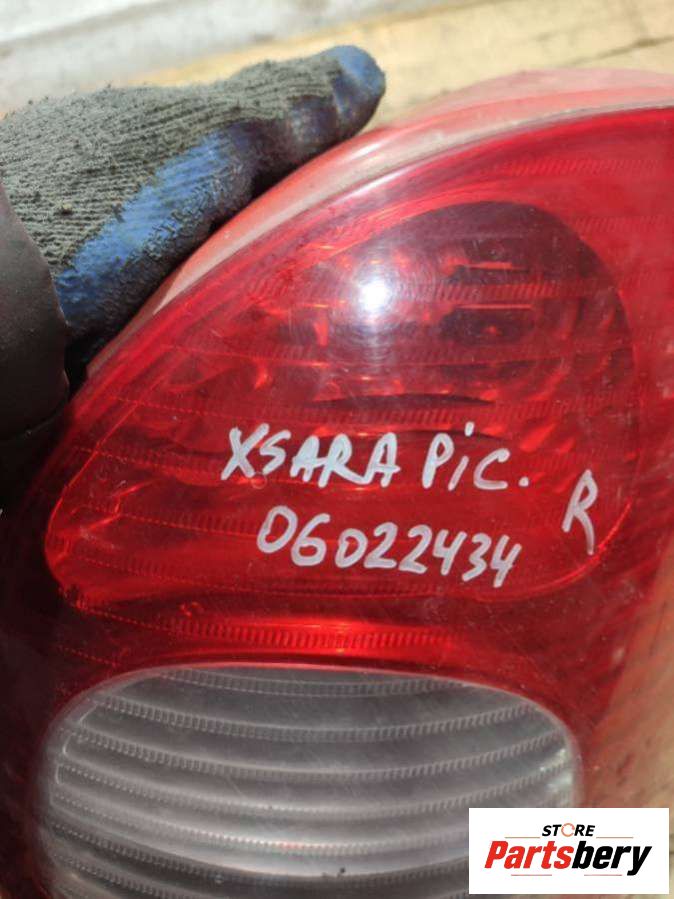 XSARA PiC.
R
06022434
STORE
Partsbery